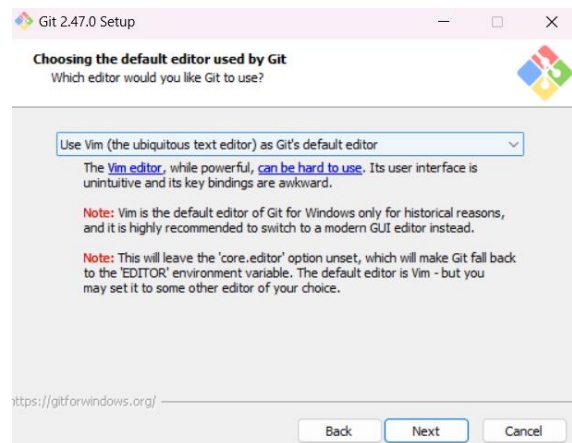 Git 2.47.0 Setup
Choosing the default editor used by Git
Which editor would you like Git to use?
Use Vim (the ubiquitous text editor) as Git's default editor
The Vim editor, while powerful, can be hard to use. Its user interface is
unintuitive and its key bindings are awkward.
Note: Vim is the default editor of Git for Windows only for historical reasons,
and it is highly recommended to switch to a modern GUI editor instead.
Note: This will leave the 'core.editor' option unset, which will make Git fall back
to the 'EDITOR' environment variable. The default editor is Vim - but you
may set it to some other editor of your choice.
https://gitforwindows.org/
Back Next Cancel